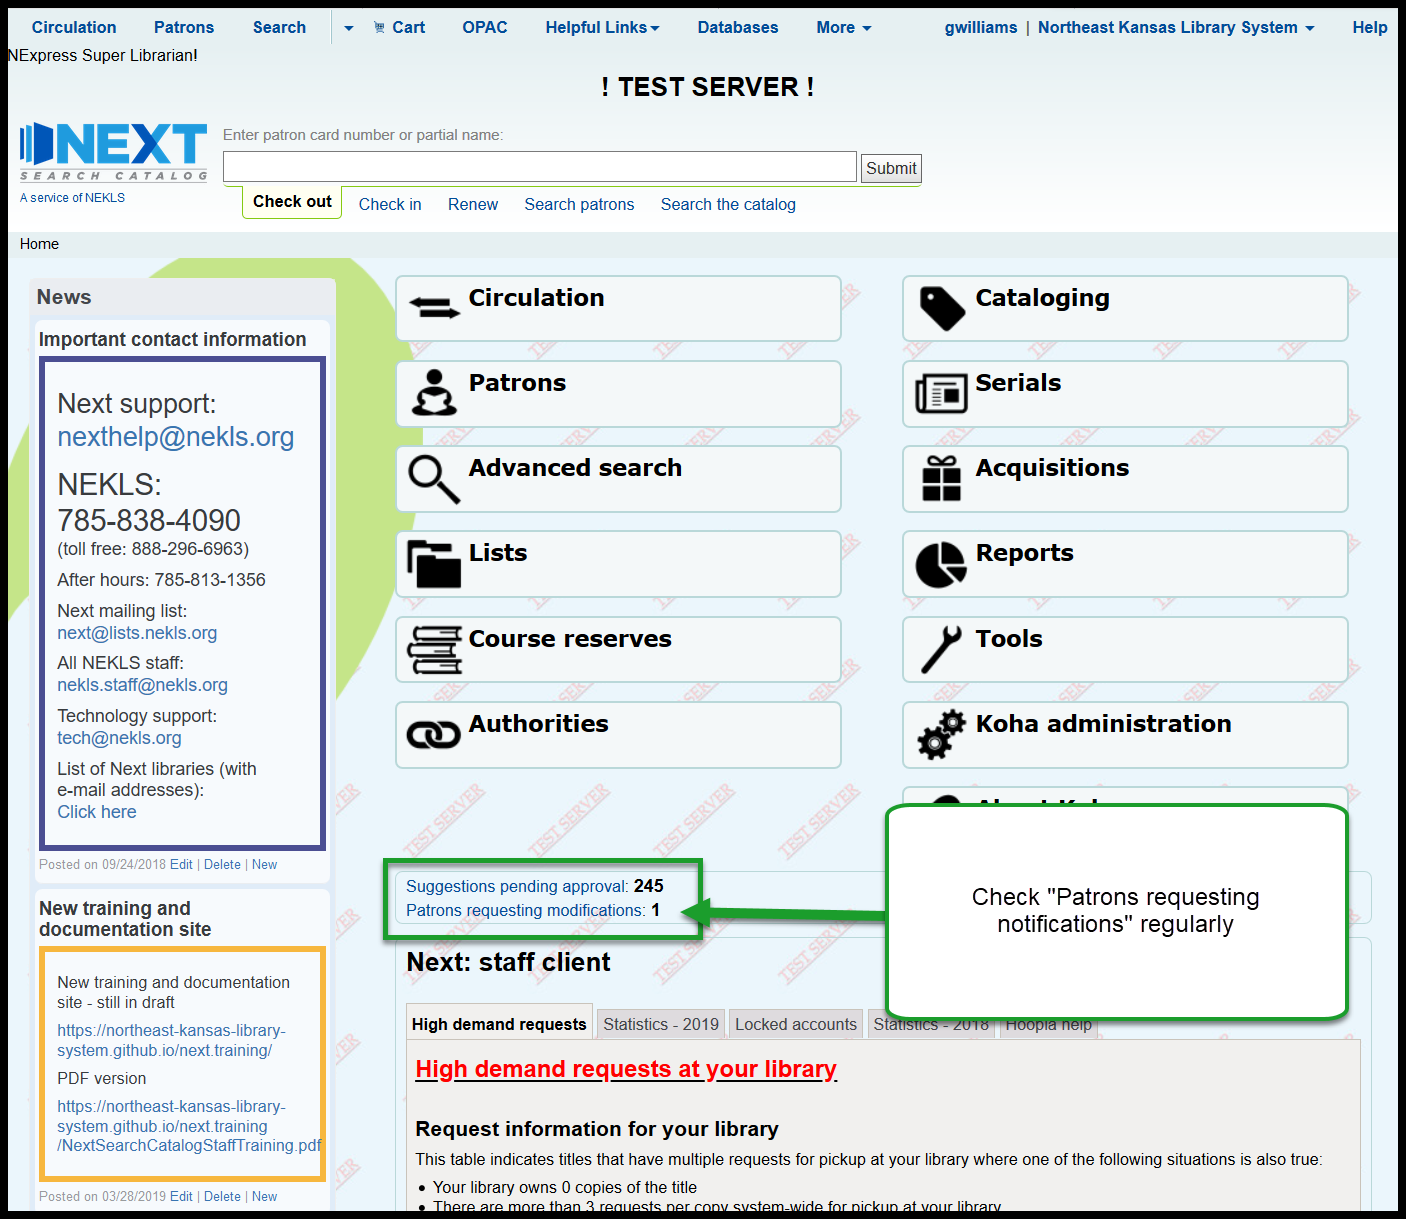 Circulation Patrons Search Cart OPAC Helpful Links Databases More gwilliams | Northeast Kansas Library System Help
NExpress Super Librarian!
! TEST SERVER !
NEXT
SEARCH CATALOG
A service of NEKLS
Enter patron card number or partial name:
Submit
Check out Check in Renew Search patrons Search the catalog
Home
News
Important contact information
Next support:
nexthelp@nekls.org
NEKLS:
785-838-4090
(toll free: 888-296-6963)
After hours: 785-813-1356
Next mailing list:
next@lists.nekls.org
All NEKLS staff:
nekls.staff@nekls.org
Technology support:
tech@nekls.org
List of Next libraries (with
e-mail addresses):
Click here
Posted on 09/24/2018 Edit | Delete | New
New training and
documentation site
New training and documentation
site - still in draft
https://northeast-kansas-library-
system.github.io/next.training/
PDF version
https://northeast-kansas-library-
system.github.io/next.training
/NextSearchCatalogStaffTraining.pdf
Posted on 03/28/2019 Edit | Delete | New
Circulation
Cataloging
Patrons
Serials
Advanced search
Acquisitions
Lists
Reports
Course reserves
Tools
Authorities
Koha administration
TEST SERVER TEST SERVER TEST SERVER TEST SERVER
Suggestions pending approval: 245
Patrons requesting modifications: 1
Check "Patrons requesting
notifications" regularly
Next: staff client
High demand requests Statistics - 2019 Locked accounts Statistics - 2018 Hoopla help
High demand requests at your library
Request information for your library
This table indicates titles that have multiple requests for pickup at your library where one of the following situations is also true:
• Your library owns 0 copies of the title
• There are more than 3 requests per copy system-wide for pickup at your library